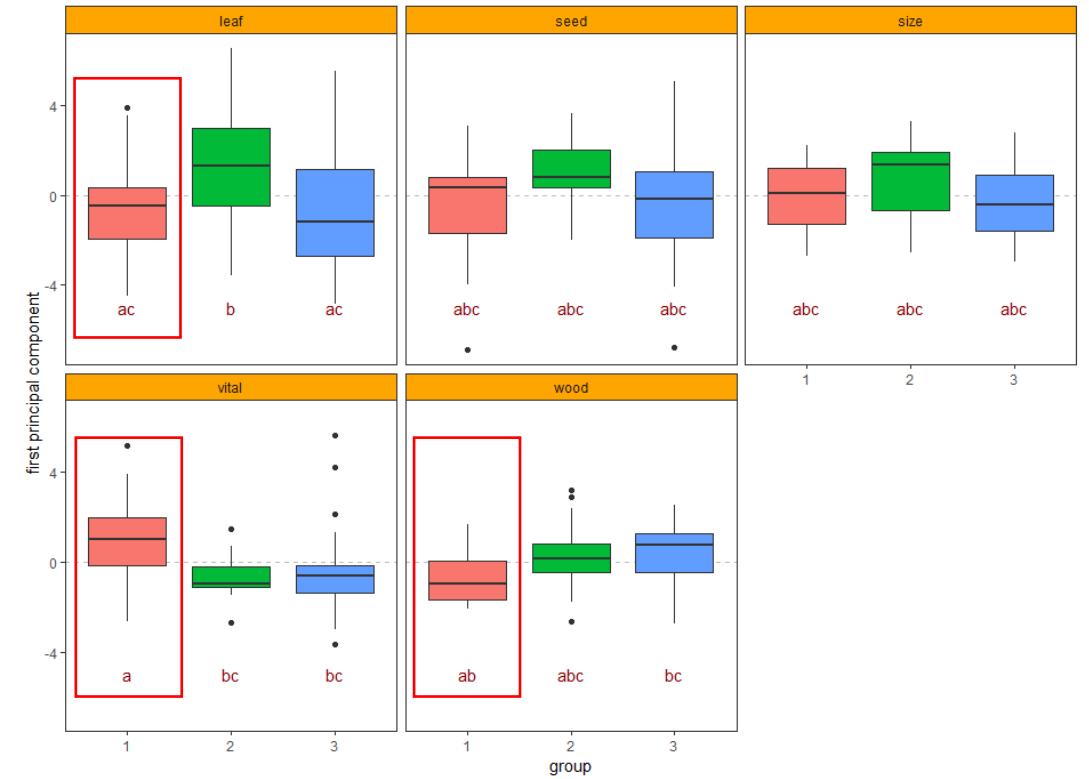 leaf seed size
4
0
-4
ac b ac abc abc abc abc abc abc
1 2 3
vital wood
first principal component
4
0
-4
a bc bc ab abc bc
1 2 3 1 2 3
group